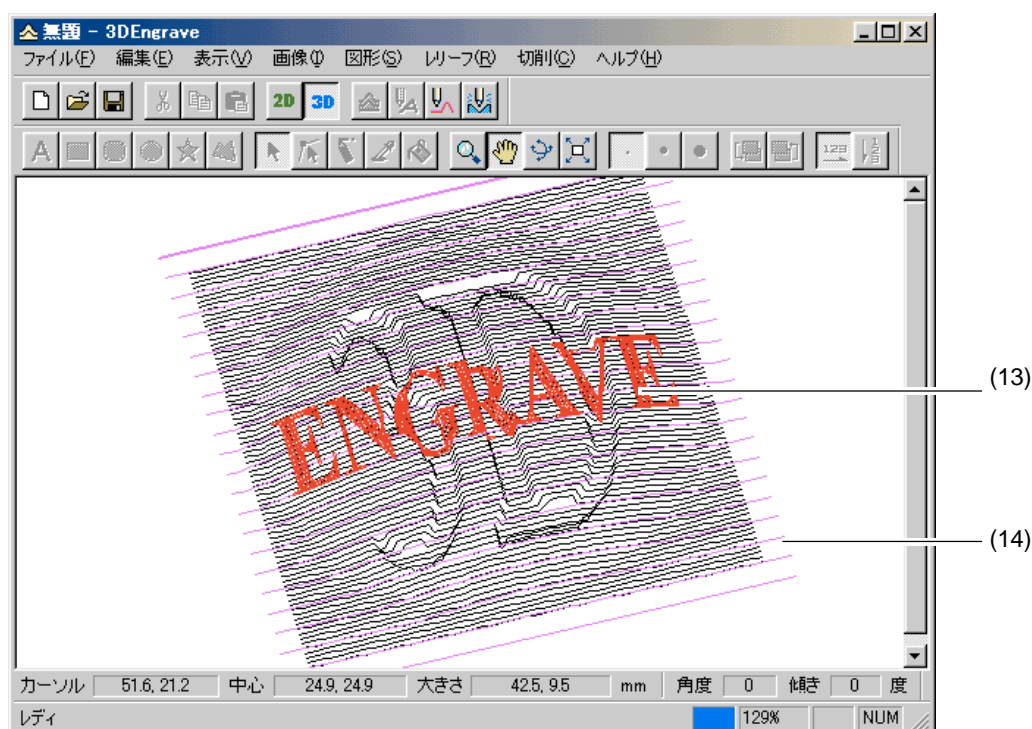 無題 - 3DEngrave
ファイル(F) 編集(E) 表示(V) 画像(I) 図形(S) レリーフ(R) 切削(C) ヘルプ(H)
2D 3D
A 123
ENGRAVE
(13)
(14)
カーソル 51.6, 21.2 中心 24.9, 24.9 大きさ 42.5, 9.5 mm 角度 0 傾き 0 度
レディ 129% NUM